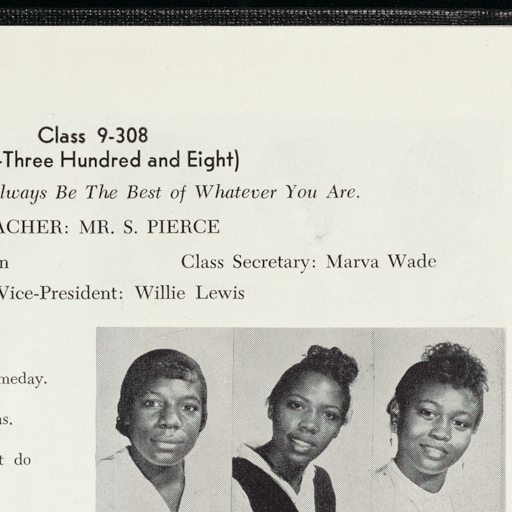 Class 9-308
-Three Hundred and Eight)
lways Be The Best of Whatever You Are.
ACHER: MR. S. PIERCE
n Class Secretary: Marva Wade
Vice-President: Willie Lewis
meday.
s.
t do